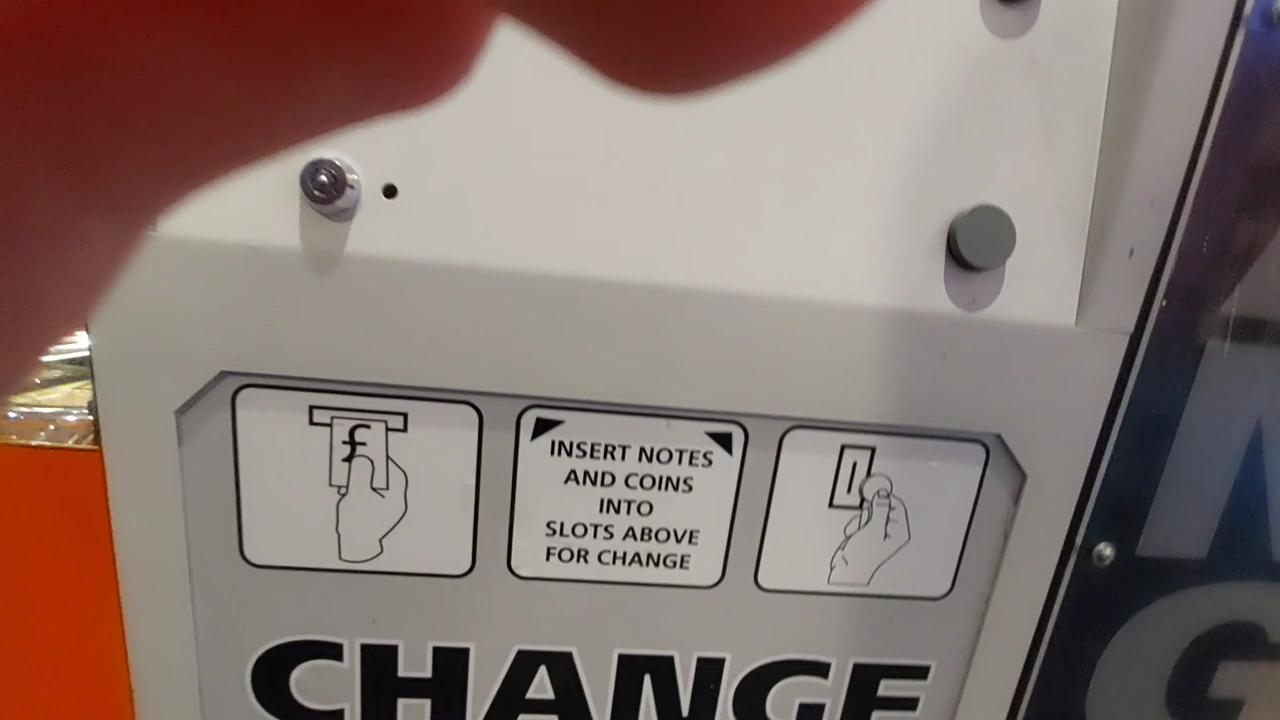 £
INSERT NOTES
AND COINS
INTO
SLOTS ABOVE
FOR CHANGE
CHANGE